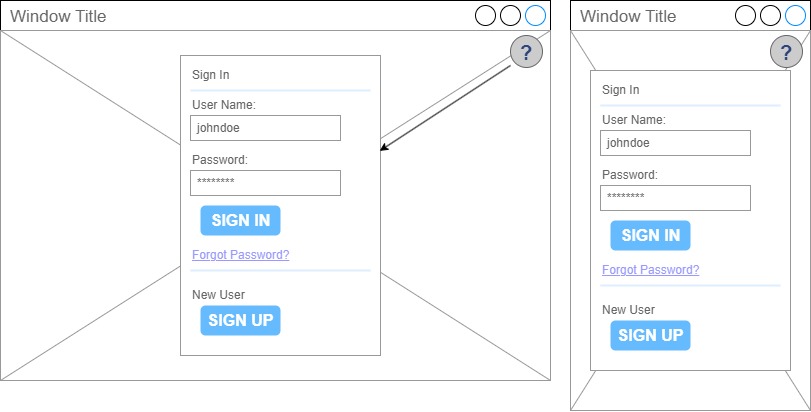 Window Title
?
Sign In
User Name:
johndoe
Password:
********
SIGN IN
Forgot Password?
New User
SIGN UP
Window Title
?
Sign In
User Name:
johndoe
Password:
********
SIGN IN
Forgot Password?
New User
SIGN UP